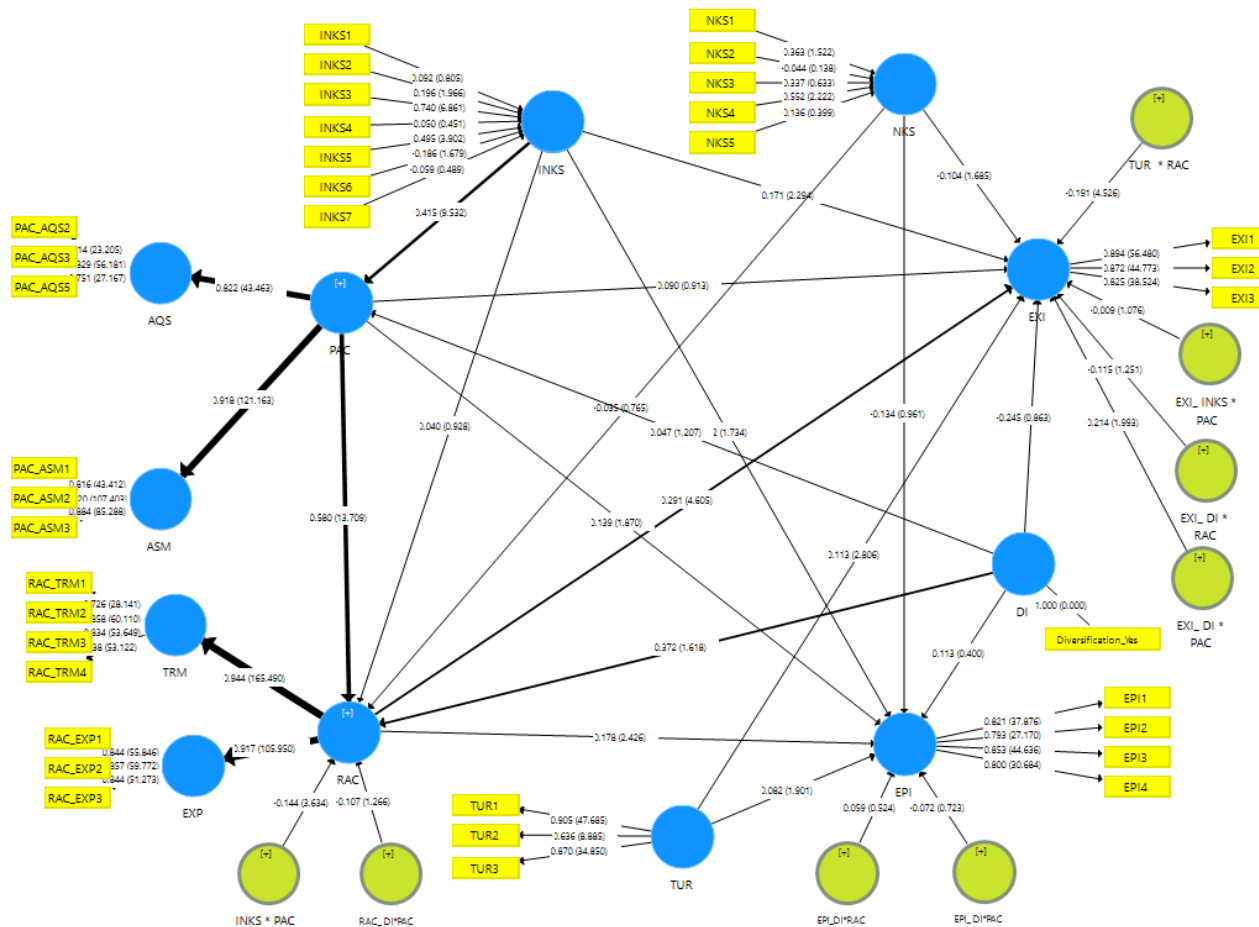 INKS1
INKS2
INKS3
INKS4
INKS5
INKS6
INKS7
0.092 (0.805)
0.196 (1.966)
0.740 (6.861)
0.050 (0.451)
0.495 (3.902)
-0.186 (1.679)
-0.059 (0.489)
INKS
NKS1
NKS2
NKS3
NKS4
NKS5
0.363 (1.522)
-0.044 (0.138)
0.337 (0.633)
0.552 (2.222)
0.136 (0.399)
NKS
[+]
TUR * RAC
-0.104 (1.685)
-0.191 (4.526)
0.171 (2.294)
0.415 (9.532)
PAC_AQS2
PAC_AQS3
PAC_AQS5
14 (23.205)
.829 (56.181)
.751 (27.167)
0.822 (43.463)
AQS
[+]
PAC
0.090 (0.913)
EXI1
EXI2
EXI3
0.894 (56.480)
0.872 (44.773)
0.825 (38.524)
EXI
-0.009 (1.076)
[+]
EXI_ INKS *
PAC
-0.115 (1.251)
0.214 (1.993)
0.918 (121.163)
-0.035 (0.765)
0.040 (0.928)
2 (1.734)
0.047 (1.207)
-0.134 (0.961)
-0.245 (0.863)
PAC_ASM1
PAC_ASM2
PAC_ASM3
0.816 (43.412)
20 (107.403)
0.884 (85.288)
ASM
[+]
EXI_ DI *
RAC
0.580 (13.709)
0.291 (4.605)
0.139 (1.870)
0.113 (2.806)
DI
1.000 (0.000)
Diversification_Yes
[+]
EXI_ DI *
PAC
RAC_TRM1
RAC_TRM2
RAC_TRM3
RAC_TRM4
.726 (28.141)
.858 (60.110)
.834 (53.649)
38 (53.122)
TRM
0.944 (165.490)
0.372 (1.618)
0.113 (0.400)
RAC_EXP1
RAC_EXP2
RAC_EXP3
0.844 (55.846)
.857 (59.772)
0.844 (51.273)
EXP
0.917 (105.950)
[+]
RAC
0.178 (2.426)
EPI1
EPI2
EPI3
EPI4
0.821 (37.876)
0.793 (27.170)
0.853 (44.636)
0.800 (30.684)
EPI
-0.144 (3.634)
-0.107 (1.266)
TUR1
TUR2
TUR3
0.905 (47.685)
0.636 (8.885)
0.870 (34.850)
TUR
0.082 (1.901)
0.059 (0.524)
-0.072 (0.723)
[+]
INKS * PAC
[+]
RAC_ DI*PAC
[+]
EPI_DI*RAC
[+]
EPI_ DI*PAC